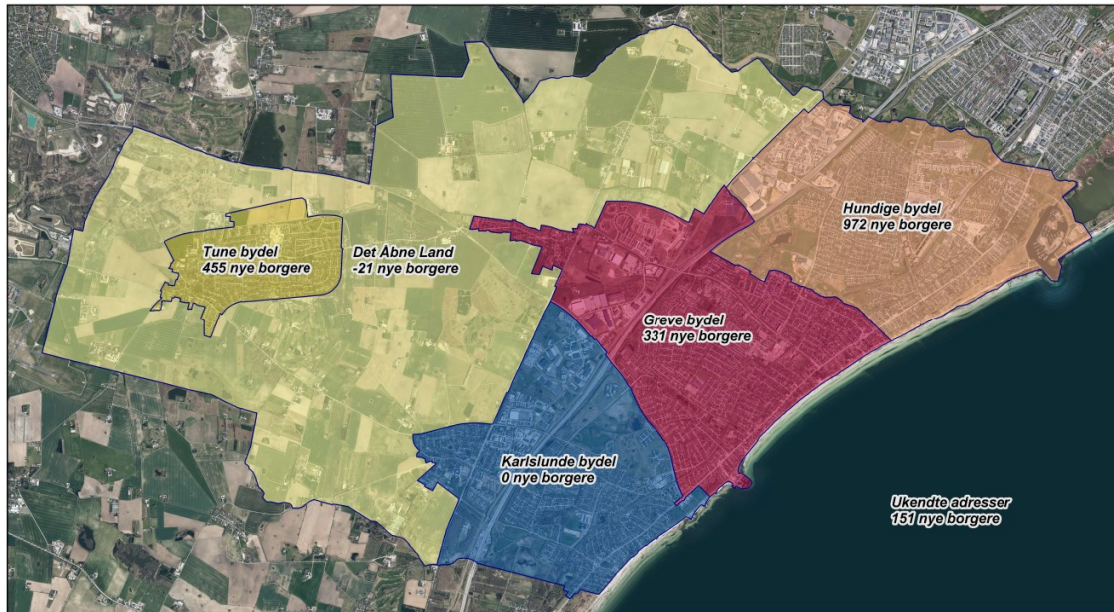 Hundige bydel
972 nye borgere
Tune bydel
455 nye borgere
Det Åbne Land
-21 nye borgere
Greve bydel
331 nye borgere
Karlslunde bydel
0 nye borgere
Ukendte adresser
151 nye borgere